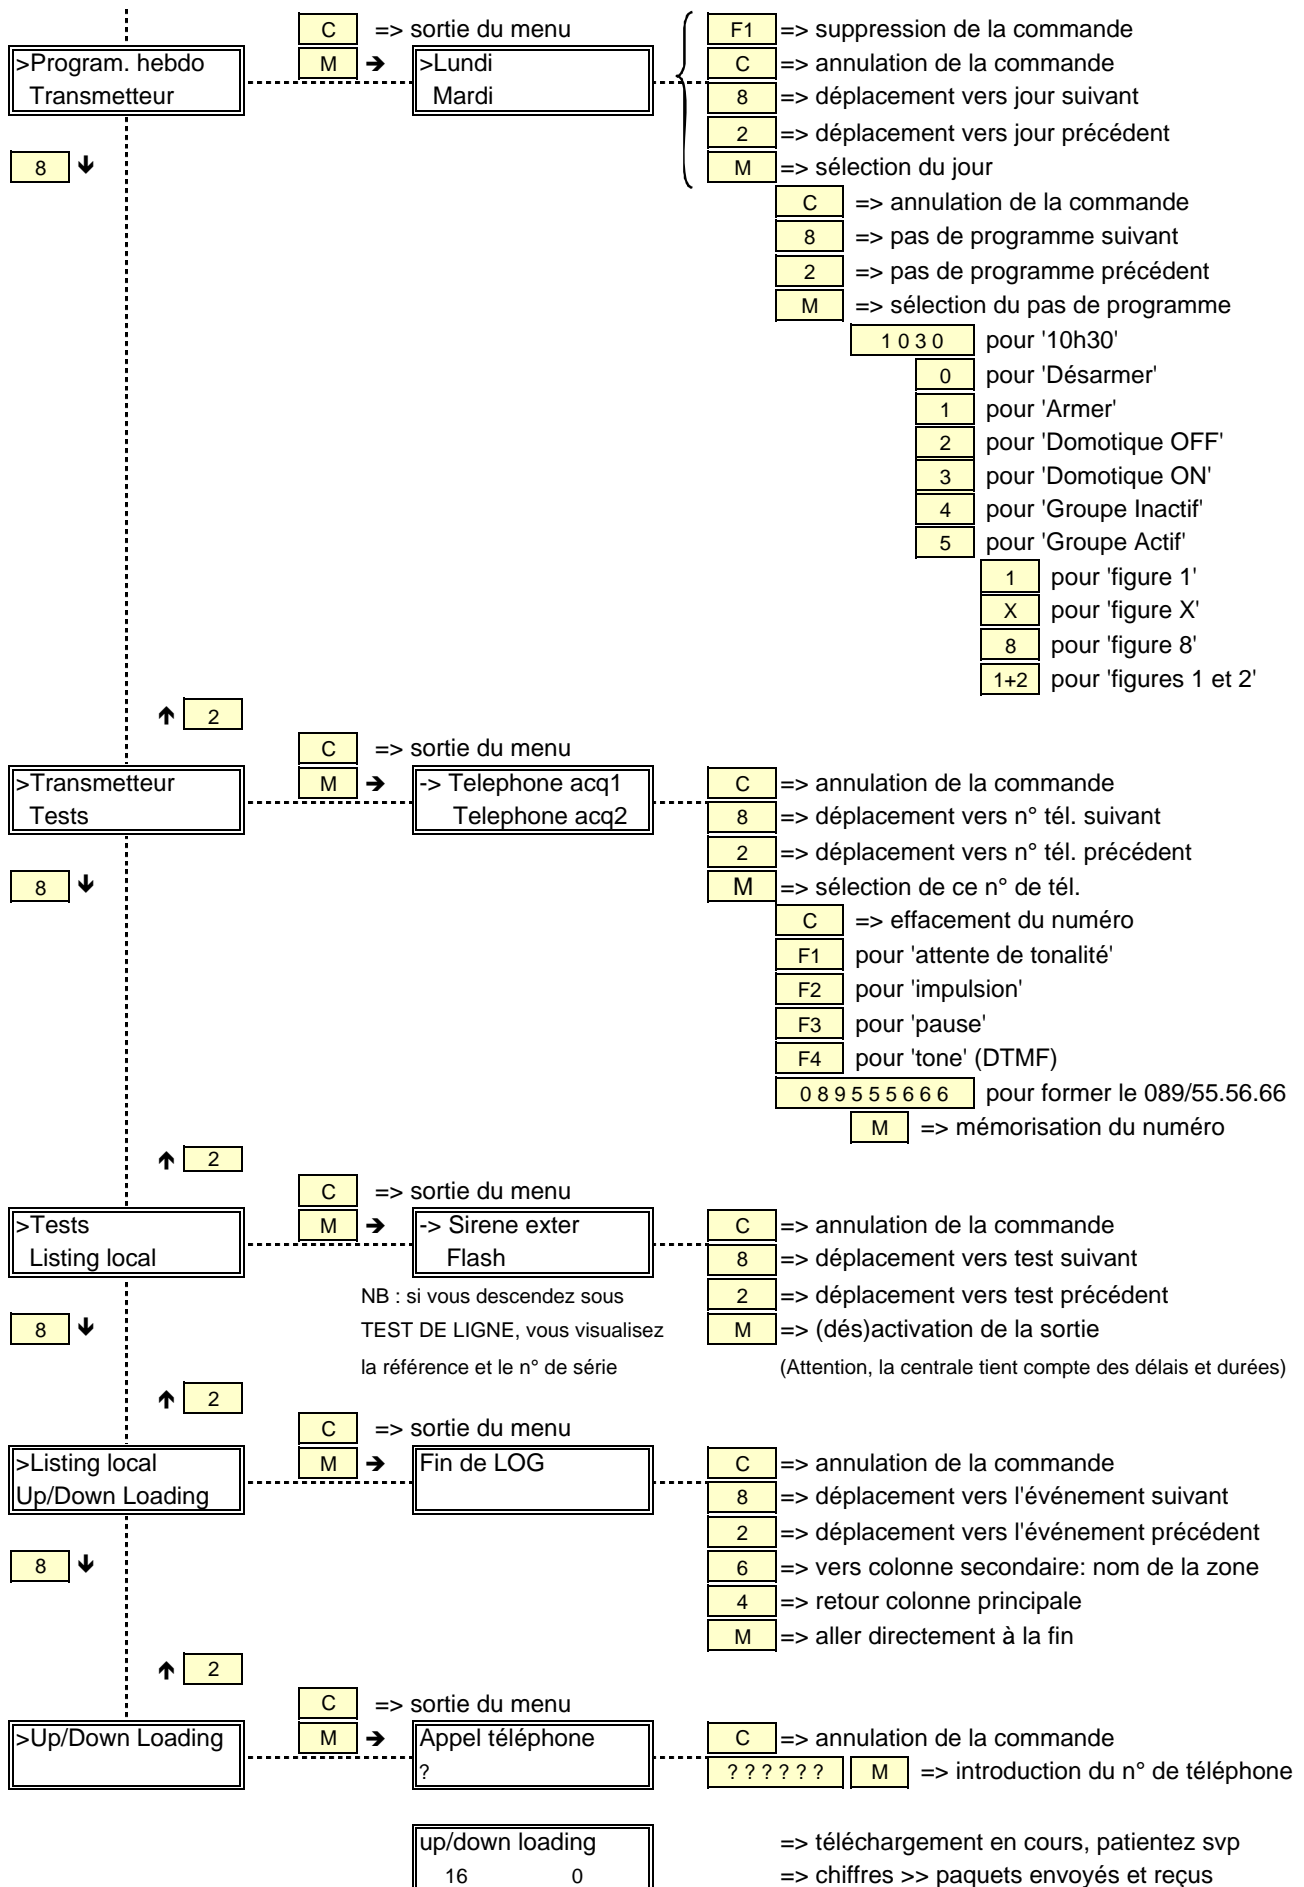 C => sortie du menu F1 => suppression de la commande
>Program. hebdo M ➔ >Lundi C => annulation de la commande
Transmetteur Mardi 8 => déplacement vers jour suivant
2 => déplacement vers jour précédent
8 🡻 M => sélection du jour
C => annulation de la commande
8 => pas de programme suivant
2 => pas de programme précédent
M => sélection du pas de programme
1 0 3 0 pour '10h30'
0 pour 'Désarmer'
1 pour 'Armer'
2 pour 'Domotique OFF'
3 pour 'Domotique ON'
4 pour 'Groupe Inactif'
5 pour 'Groupe Actif'
1 pour 'figure 1'
X pour 'figure X'
8 pour 'figure 8'
1+2 pour 'figures 1 et 2'
🡹 2
C => sortie du menu
>Transmetteur M ➔ -> Telephone acq1 C => annulation de la commande
Tests Telephone acq2 8 => déplacement vers n° tél. suivant
2 => déplacement vers n° tél. précédent
8 🡻 M => sélection de ce n° de tél.
C => effacement du numéro
F1 pour 'attente de tonalité'
F2 pour 'impulsion'
F3 pour 'pause'
F4 pour 'tone' (DTMF)
0 8 9 5 5 5 6 6 6 pour former le 089/55.56.66
M => mémorisation du numéro
🡹 2
C => sortie du menu
>Tests M ➔ -> Sirene exter C => annulation de la commande
Listing local Flash 8 => déplacement vers test suivant
NB : si vous descendez sous 2 => déplacement vers test précédent
8 🡻 TEST DE LIGNE, vous visualisez M => (dés)activation de la sortie
la référence et le n° de série (Attention, la centrale tient compte des délais et durées)
🡹 2
C => sortie du menu
>Listing local M ➔ Fin de LOG C => annulation de la commande
Up/Down Loading 8 => déplacement vers l'événement suivant
2 => déplacement vers l'événement précédent
8 🡻 6 => vers colonne secondaire: nom de la zone
4 => retour colonne principale
M => aller directement à la fin
🡹 2
C => sortie du menu
>Up/Down Loading M ➔ Appel téléphone C => annulation de la commande
? ? ? ? ? ? ? M => introduction du n° de téléphone
up/down loading => téléchargement en cours, patientez svp
16 0 => chiffres >> paquets envoyés et reçus